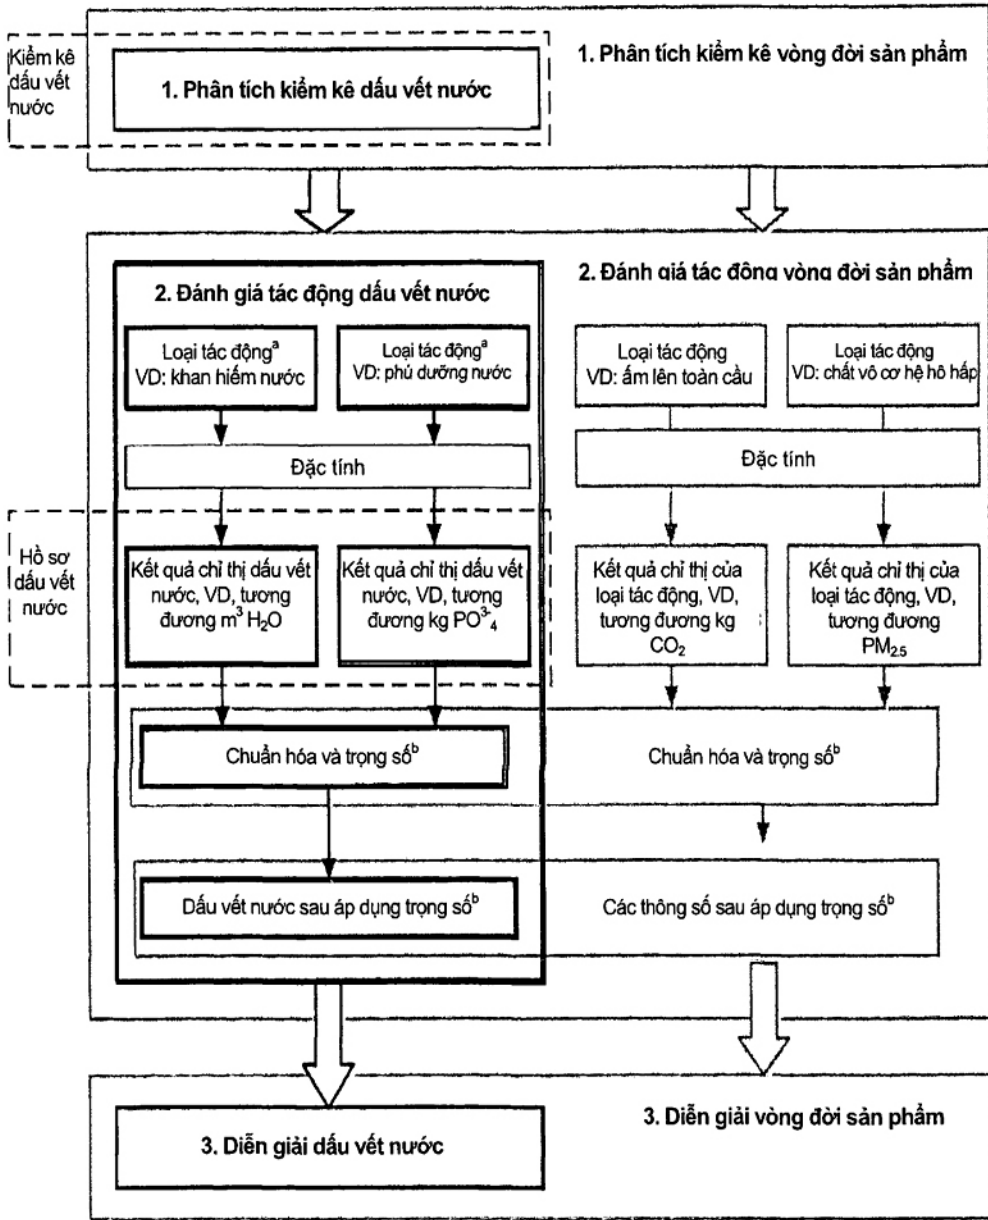 Kiểm kê
dấu vết
nước
1. Phân tích kiểm kê dấu vết nước
1. Phân tích kiểm kê vòng đời sản phẩm
2. Đánh giá tác động dấu vết nước
2. Đánh giá tác động vòng đời sản phẩm
Loại tác độngᵃ
VD: khan hiếm nước
Loại tác độngᵃ
VD: phú dưỡng nước
Loại tác động
VD: ấm lên toàn cầu
Loại tác động
VD: chất vô cơ hệ hô hấp
Đặc tính
Đặc tính
Hồ sơ
dấu vết
nước
Kết quả chỉ thị dấu vết
nước, VD, tương
đương m³ H₂O
Kết quả chỉ thị dấu vết
nước, VD, tương
đương kg PO³⁻₄
Kết quả chỉ thị của
loại tác động, VD,
tương đương kg
CO₂
Kết quả chỉ thị của
loại tác động, VD,
tương đương
PM₂.₅
Chuẩn hóa và trọng sốᵇ
Chuẩn hóa và trọng sốᵇ
Dấu vết nước sau áp dụng trọng sốᵇ
Các thông số sau áp dụng trọng sốᵇ
3. Diễn giải dấu vết nước
3. Diễn giải vòng đời sản phẩm